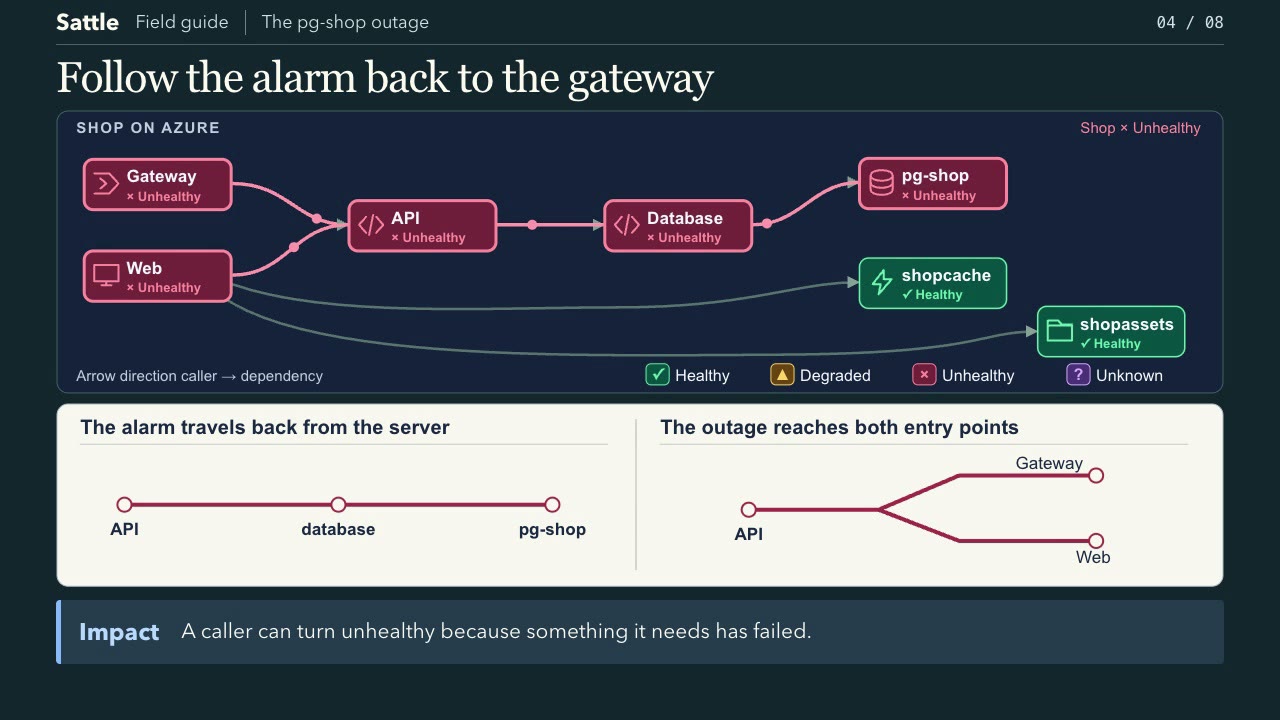 Sattle Field guide The pg-shop outage 04 / 08
Follow the alarm back to the gateway
SHOP ON AZURE Shop × Unhealthy
Gateway
× Unhealthy
Web
× Unhealthy
API
× Unhealthy
Database
× Unhealthy
pg-shop
× Unhealthy
shopcache
✓ Healthy
shopassets
✓ Healthy
Arrow direction caller → dependency
✓ Healthy ▲ Degraded × Unhealthy ? Unknown
The alarm travels back from the server
API database pg-shop
The outage reaches both entry points
Gateway
API
Web
Impact A caller can turn unhealthy because something it needs has failed.